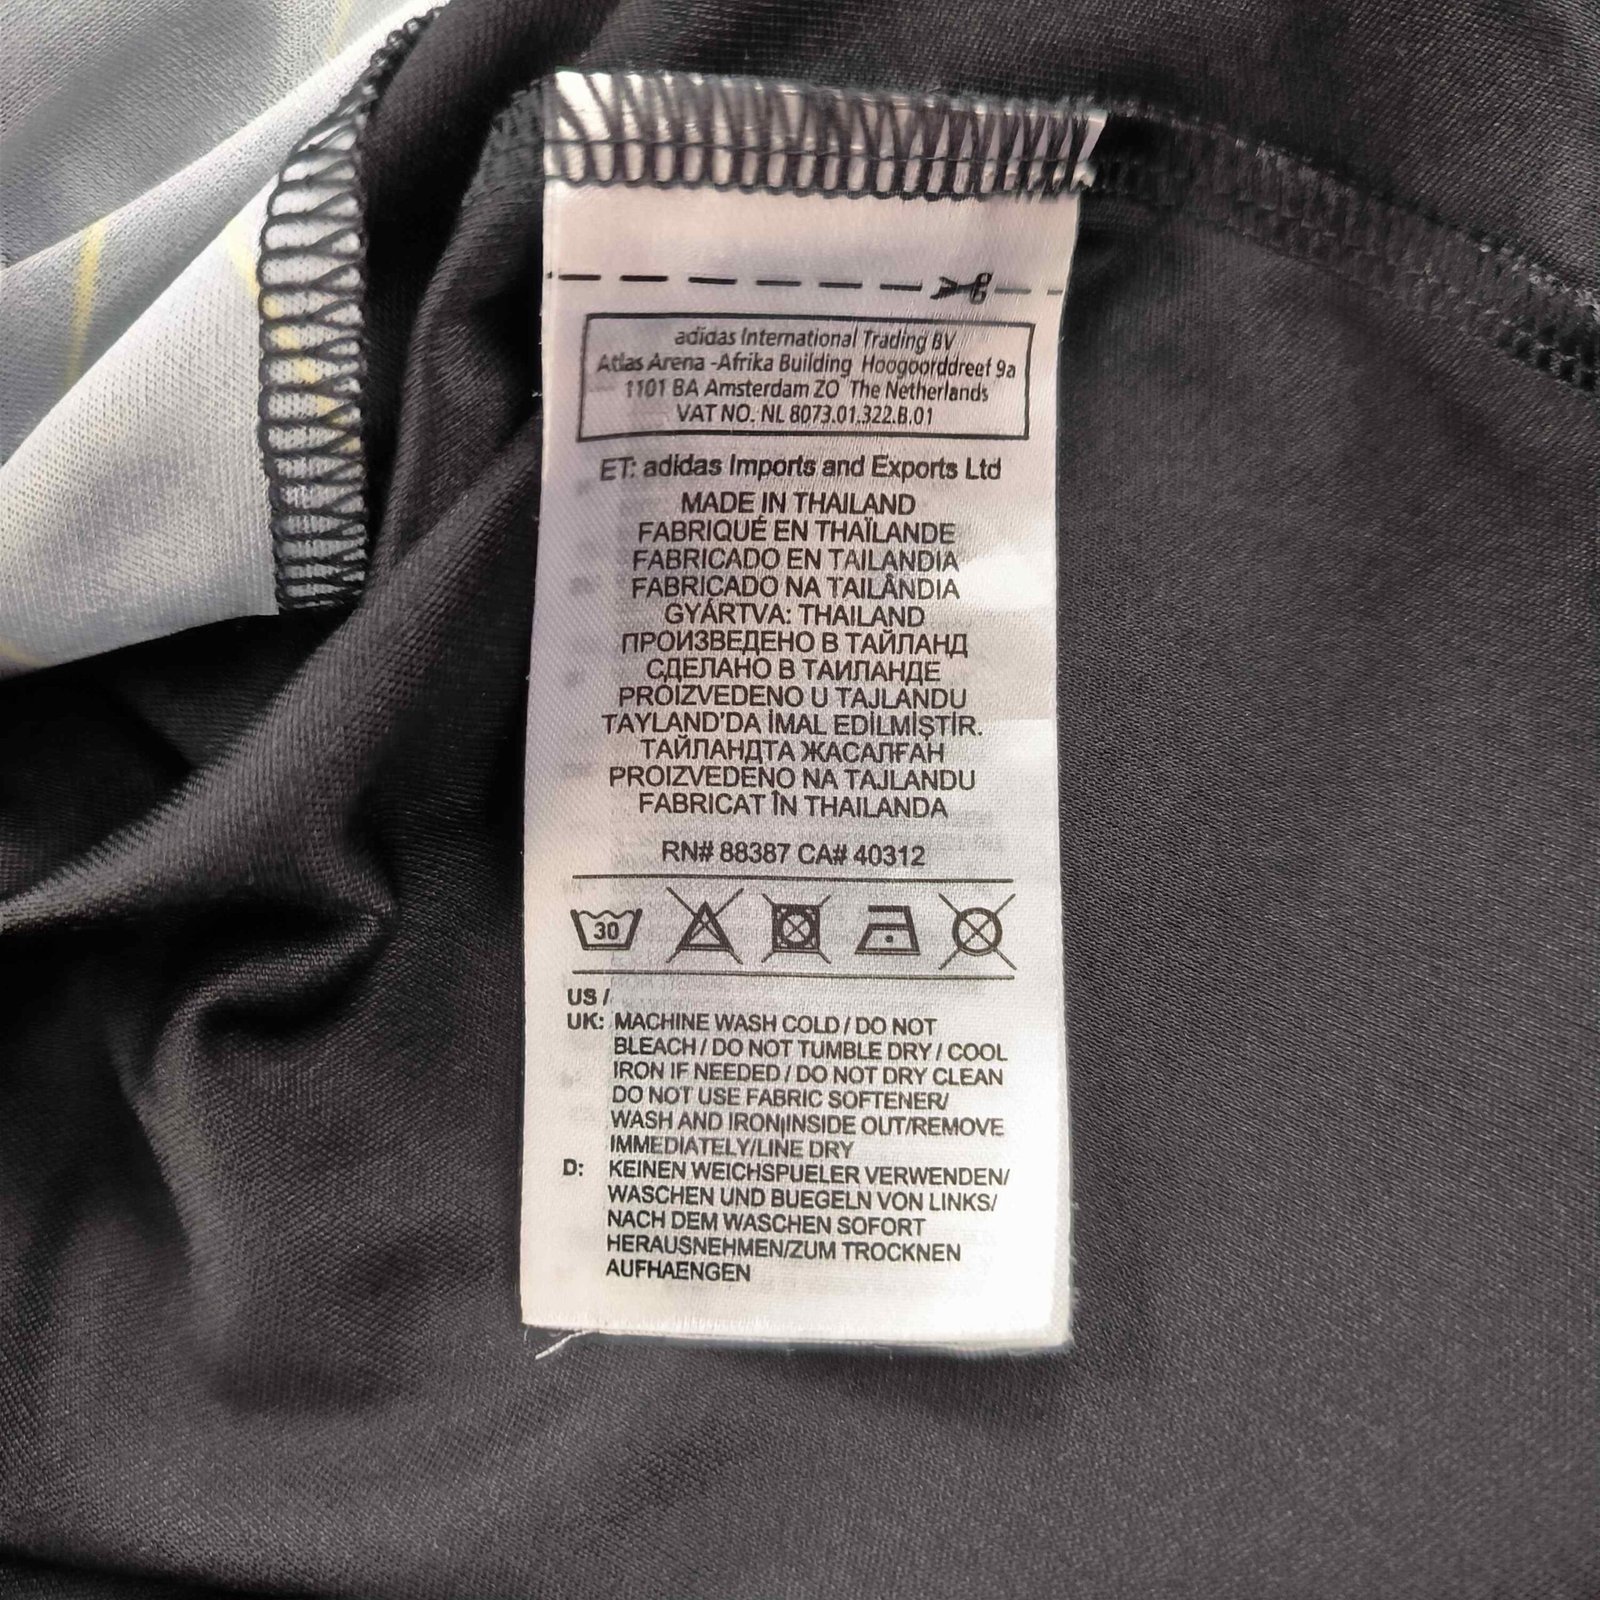 adidas International Trading BV
Atlas Arena -Afrika Building Hoogoorddreef 9a
1101 BA Amsterdam ZO The Netherlands
VAT NO. NL 8073.01.322.B.01
ET: adidas Imports and Exports Ltd
MADE IN THAILAND
FABRIQUÉ EN THAÏLANDE
FABRICADO EN TAILANDIA
FABRICADO NA TAILÂNDIA
GYÁRTVA: THAILAND
ПРОИЗВЕДЕНО В ТАЙЛАНД
СДЕЛАНО В ТАИЛАНДЕ
PROIZVEDENO U TAJLANDU
TAYLAND'DA İMAL EDİLMİŞTİR.
ТАЙЛАНДТА ЖАСАЛҒАН
PROIZVEDENO NA TAJLANDU
FABRICAT ÎN THAILANDA
RN# 88387 CA# 40312
30
US /
UK: MACHINE WASH COLD / DO NOT
BLEACH / DO NOT TUMBLE DRY / COOL
IRON IF NEEDED / DO NOT DRY CLEAN
DO NOT USE FABRIC SOFTENER/
WASH AND IRON|INSIDE OUT/REMOVE
IMMEDIATELY/LINE DRY
D: KEINEN WEICHSPUELER VERWENDEN/
WASCHEN UND BUEGELN VON LINKS/
NACH DEM WASCHEN SOFORT
HERAUSNEHMEN/ZUM TROCKNEN
AUFHAENGEN